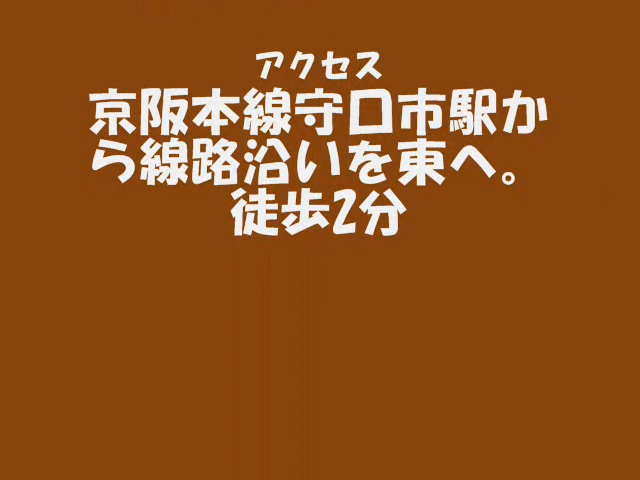 アクセス
京阪本線守口市駅か
ら線路沿いを東へ。
徒歩2分